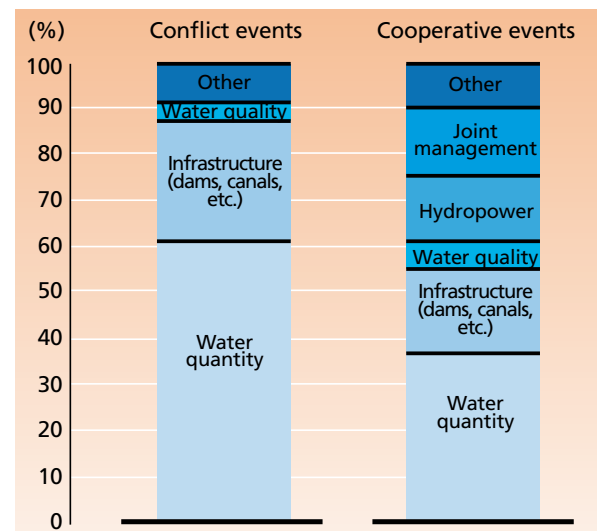 (%)
Conflict events
Cooperative events
100
90
80
70
60
50
40
30
20
10
0
Other
Water quality
Infrastructure
(dams, canals,
etc.)
Water
quantity
Other
Joint
management
Hydropower
Water quality
Infrastructure
(dams, canals,
etc.)
Water
quantity